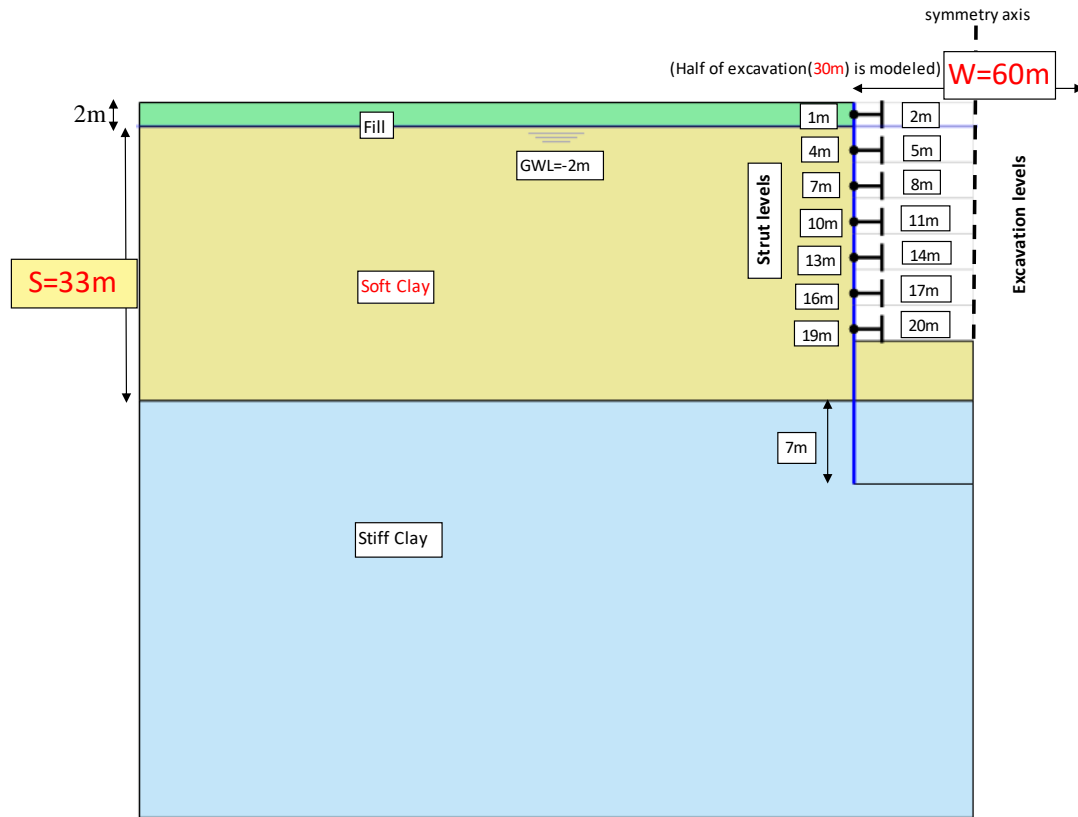 symmetry axis
(Half of excavation(30m) is modeled)
W=60m
2m
Fill
1m
2m
GWL=-2m
4m
5m
7m
8m
10m
11m
13m
14m
16m
17m
19m
20m
Strut levels
Excavation levels
S=33m
Soft Clay
7m
Stiff Clay